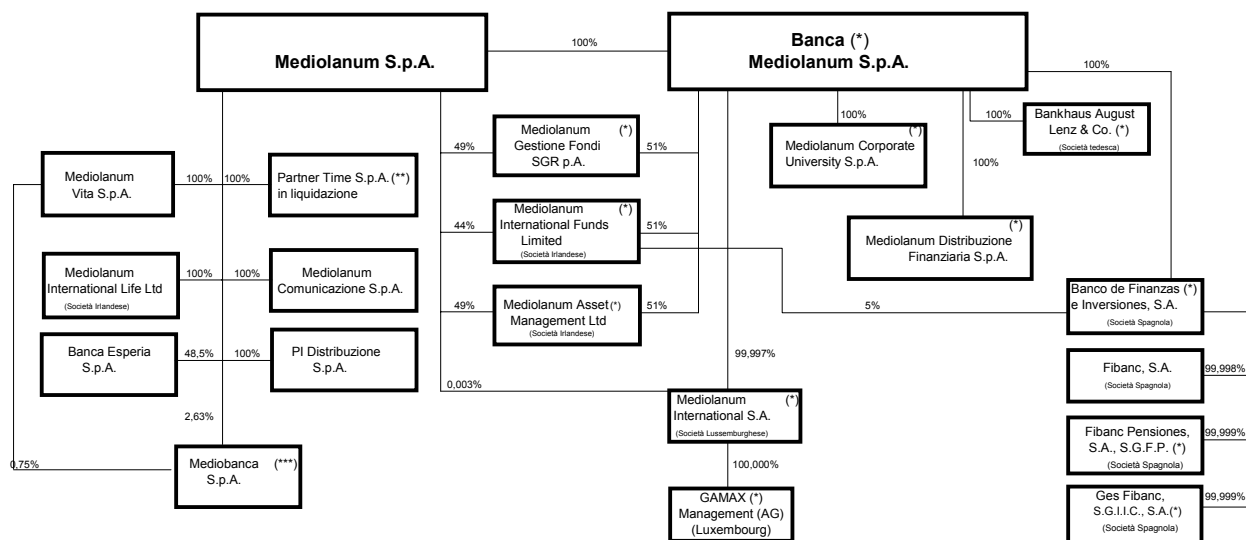 Mediolanum S.p.A.
100%
Banca (*)
Mediolanum S.p.A.
100%
Mediolanum (*)
Gestione Fondi
SGR p.A.
49%
51%
100%
Mediolanum Corporate (*)
University S.p.A.
100%
Bankhaus August
Lenz & Co. (*)
(Società tedesca)
100%
Mediolanum
Vita S.p.A.
100%
100%
Partner Time S.p.A. (**)
in liquidazione
44%
Mediolanum (*)
International Funds
Limited
(Società Irlandese)
51%
(*)
Mediolanum Distribuzione
Finanziaria S.p.A.
Mediolanum
International Life Ltd
(Società Irlandese)
100%
100%
Mediolanum
Comunicazione S.p.A.
49%
Mediolanum Asset (*)
Management Ltd
(Società Irlandese)
51%
5%
Banco de Finanzas (*)
e Inversiones, S.A.
(Società Spagnola)
Banca Esperia
S.p.A.
48,5%
100%
PI Distribuzione
S.p.A.
99,997%
0,003%
Fibanc, S.A.
(Società Spagnola)
99,998%
2,63%
Mediolanum (*)
International S.A.
(Società Lussemburghese)
Fibanc Pensiones,
S.A., S.G.F.P. (*)
(Società Spagnola)
99,999%
0,75%
Mediobanca (***)
S.p.A.
100,000%
GAMAX (*)
Management (AG)
(Luxembourg)
Ges Fibanc,
S.G.I.I.C., S.A.(*)
(Società Spagnola)
99,999%